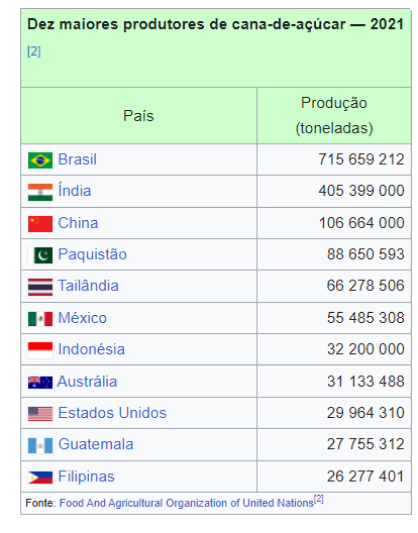 Dez maiores produtores de cana-de-açúcar — 2021
[2]
País Produção
(toneladas)
Brasil 715 659 212
Índia 405 399 000
China 106 664 000
Paquistão 88 650 593
Tailândia 66 278 506
México 55 485 308
Indonésia 32 200 000
Austrália 31 133 488
Estados Unidos 29 964 310
Guatemala 27 755 312
Filipinas 26 277 401
Fonte: Food And Agricultural Organization of United Nations[2]